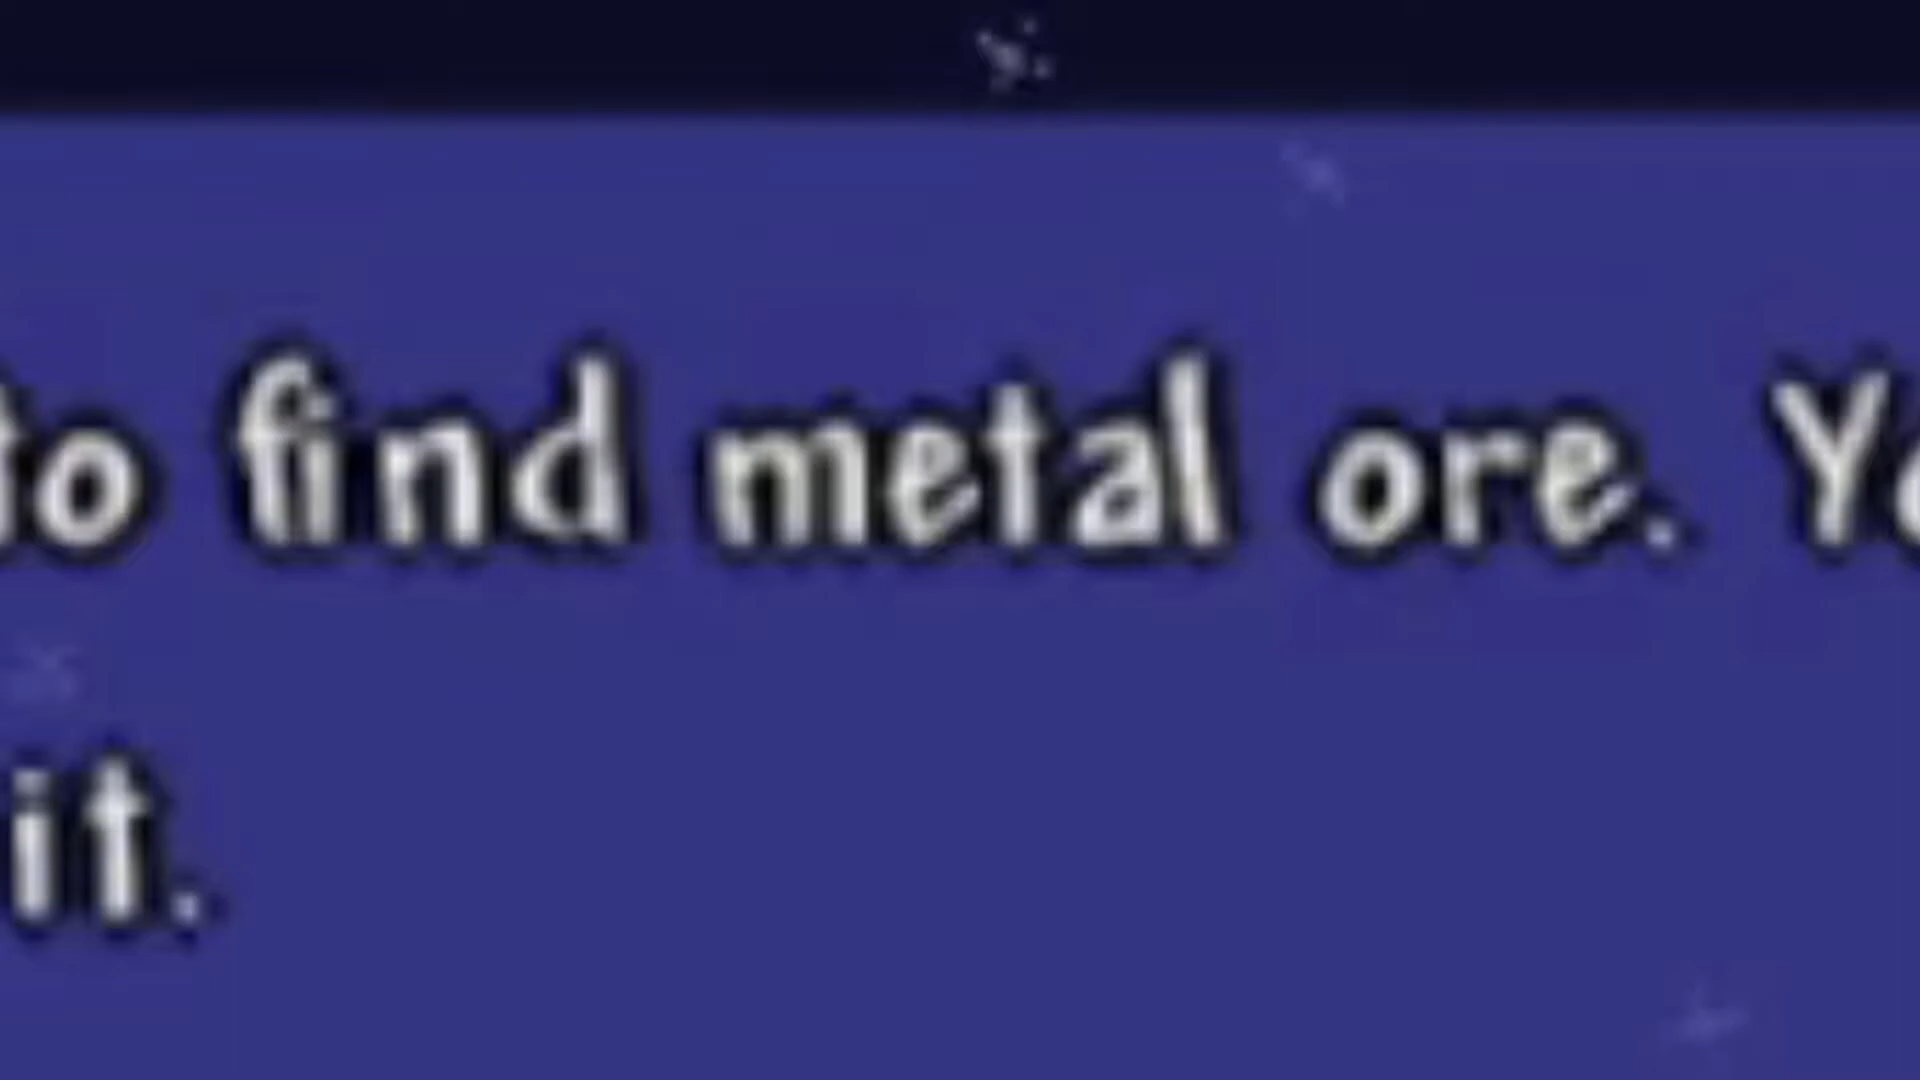 to find metal ore.
it.